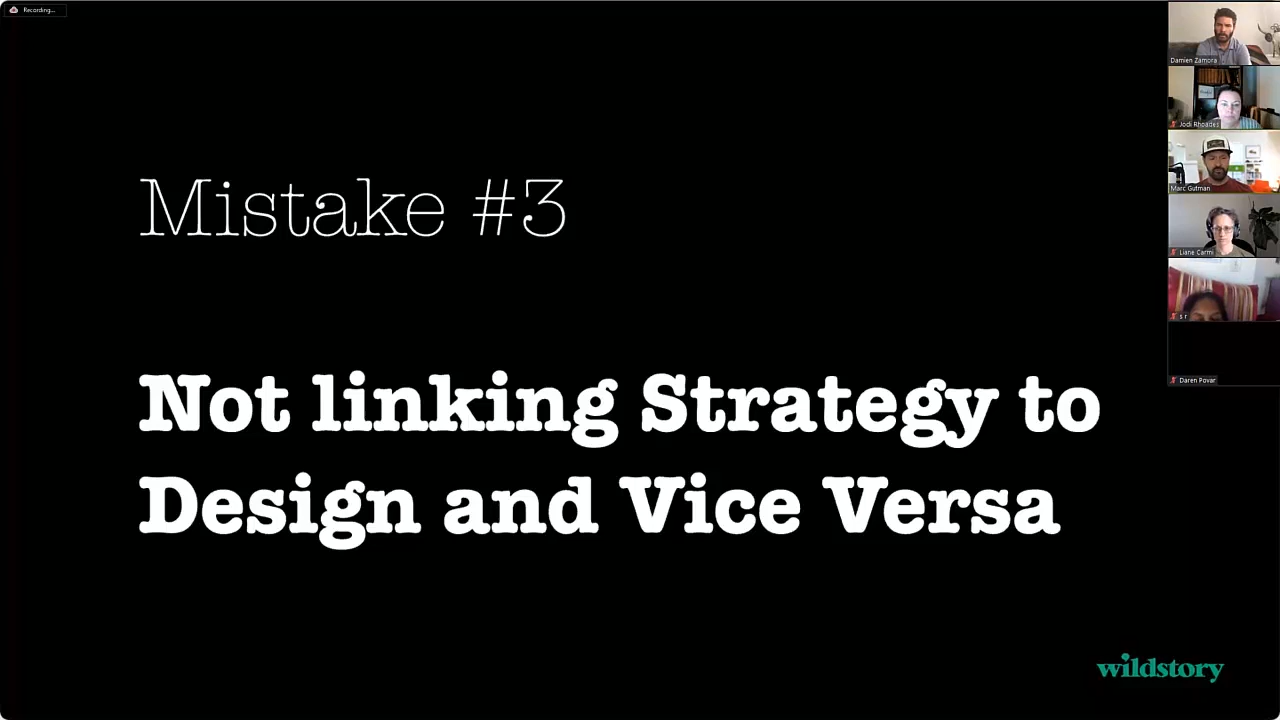 Recording...
Mistake #3
Not linking Strategy to
Design and Vice Versa
wildstory
Damien Zamora
Jodi Rhoades
Marc Gutman
Liane Carmi
s r
Daren Povar